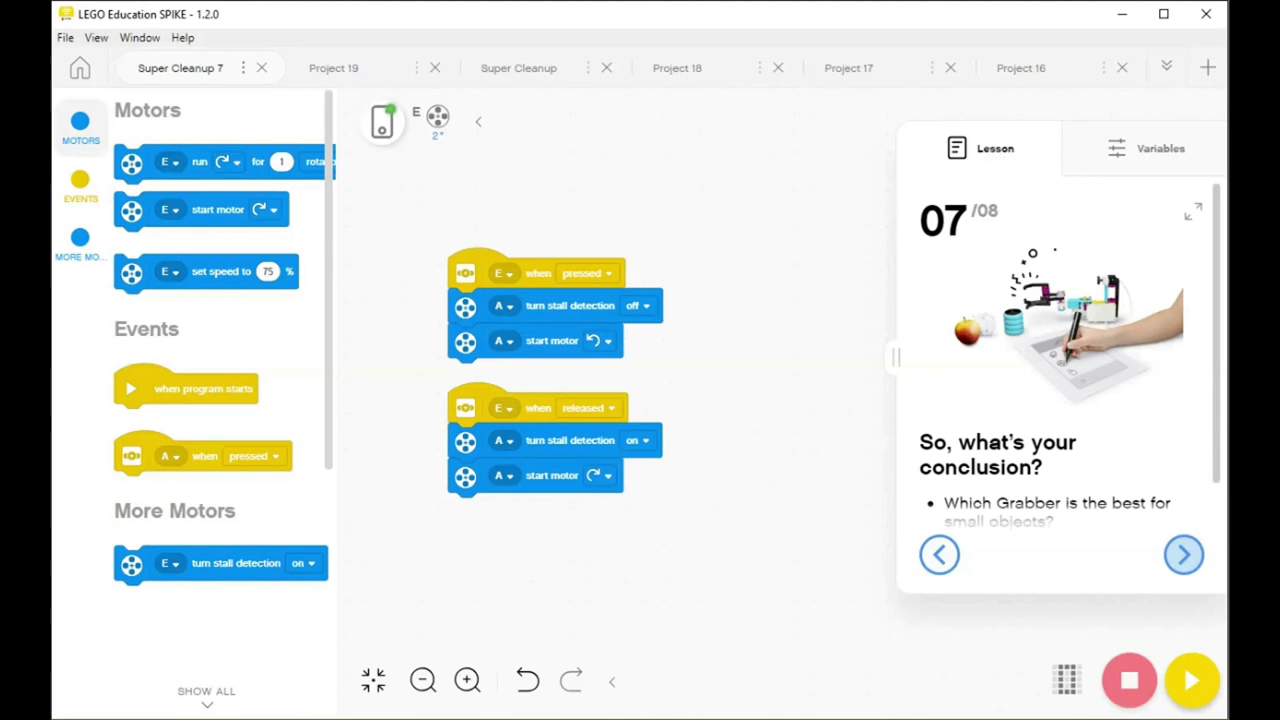 LEGO Education SPIKE - 1.2.0
File View Window Help
Super Cleanup 7 Project 19 Super Cleanup Project 18 Project 17 Project 16
MOTORS
EVENTS
MORE MO...
Motors
E run for 1
E start motor
E set speed to 75 %
Events
when program starts
A when pressed
More Motors
E turn stall detection on
SHOW ALL
E
2°
E when pressed
A turn stall detection off
A start motor
E when released
A turn stall detection on
A start motor
Lesson Variables
07 /08
So, what's your
conclusion?
• Which Grabber is the best for
small objects?